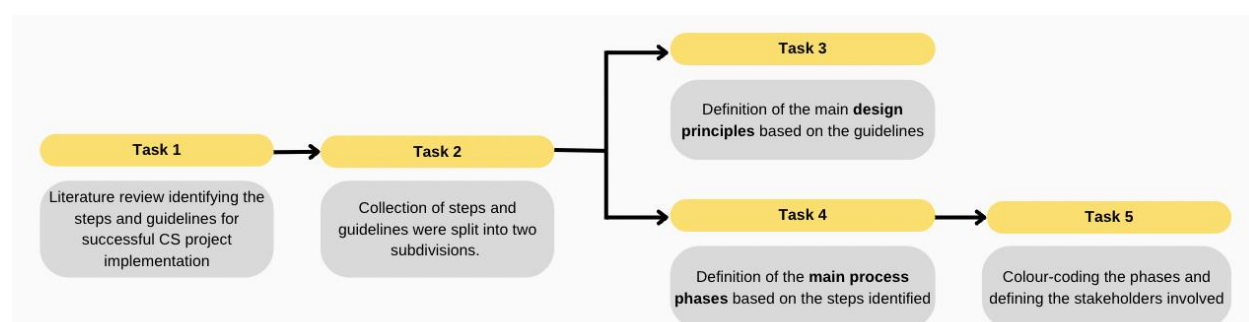 Task 1
Literature review identifying the
steps and guidelines for
successful CS project
implementation
Task 2
Collection of steps and
guidelines were split into two
subdivisions.
Task 3
Definition of the main design
principles based on the guidelines
Task 4
Definition of the main process
phases based on the steps identified
Task 5
Colour-coding the phases and
defining the stakeholders involved